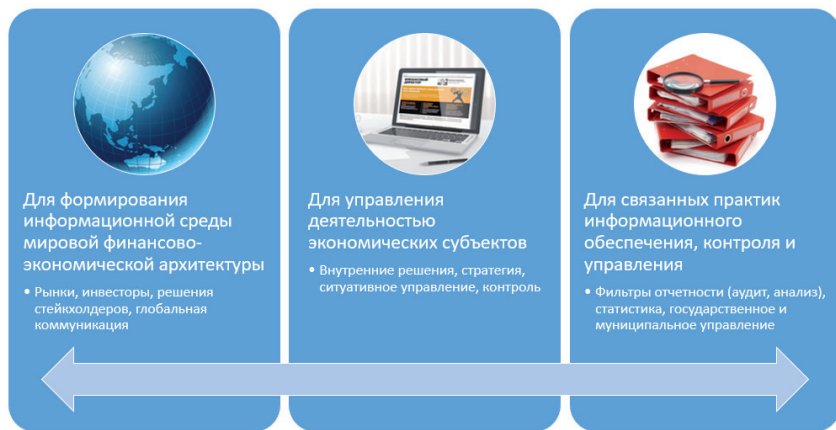 Для формирования
информационной среды
мировой финансово-
экономической архитектуры
• Рынки, инвесторы, решения
стейкхолдеров, глобальная
коммуникация
Для управления
деятельностью
экономических субъектов
• Внутренние решения, стратегия,
ситуативное управление, контроль
Для связанных практик
информационного
обеспечения, контроля и
управления
• Фильтры отчетности (аудит, анализ),
статистика, государственное и
муниципальное управление